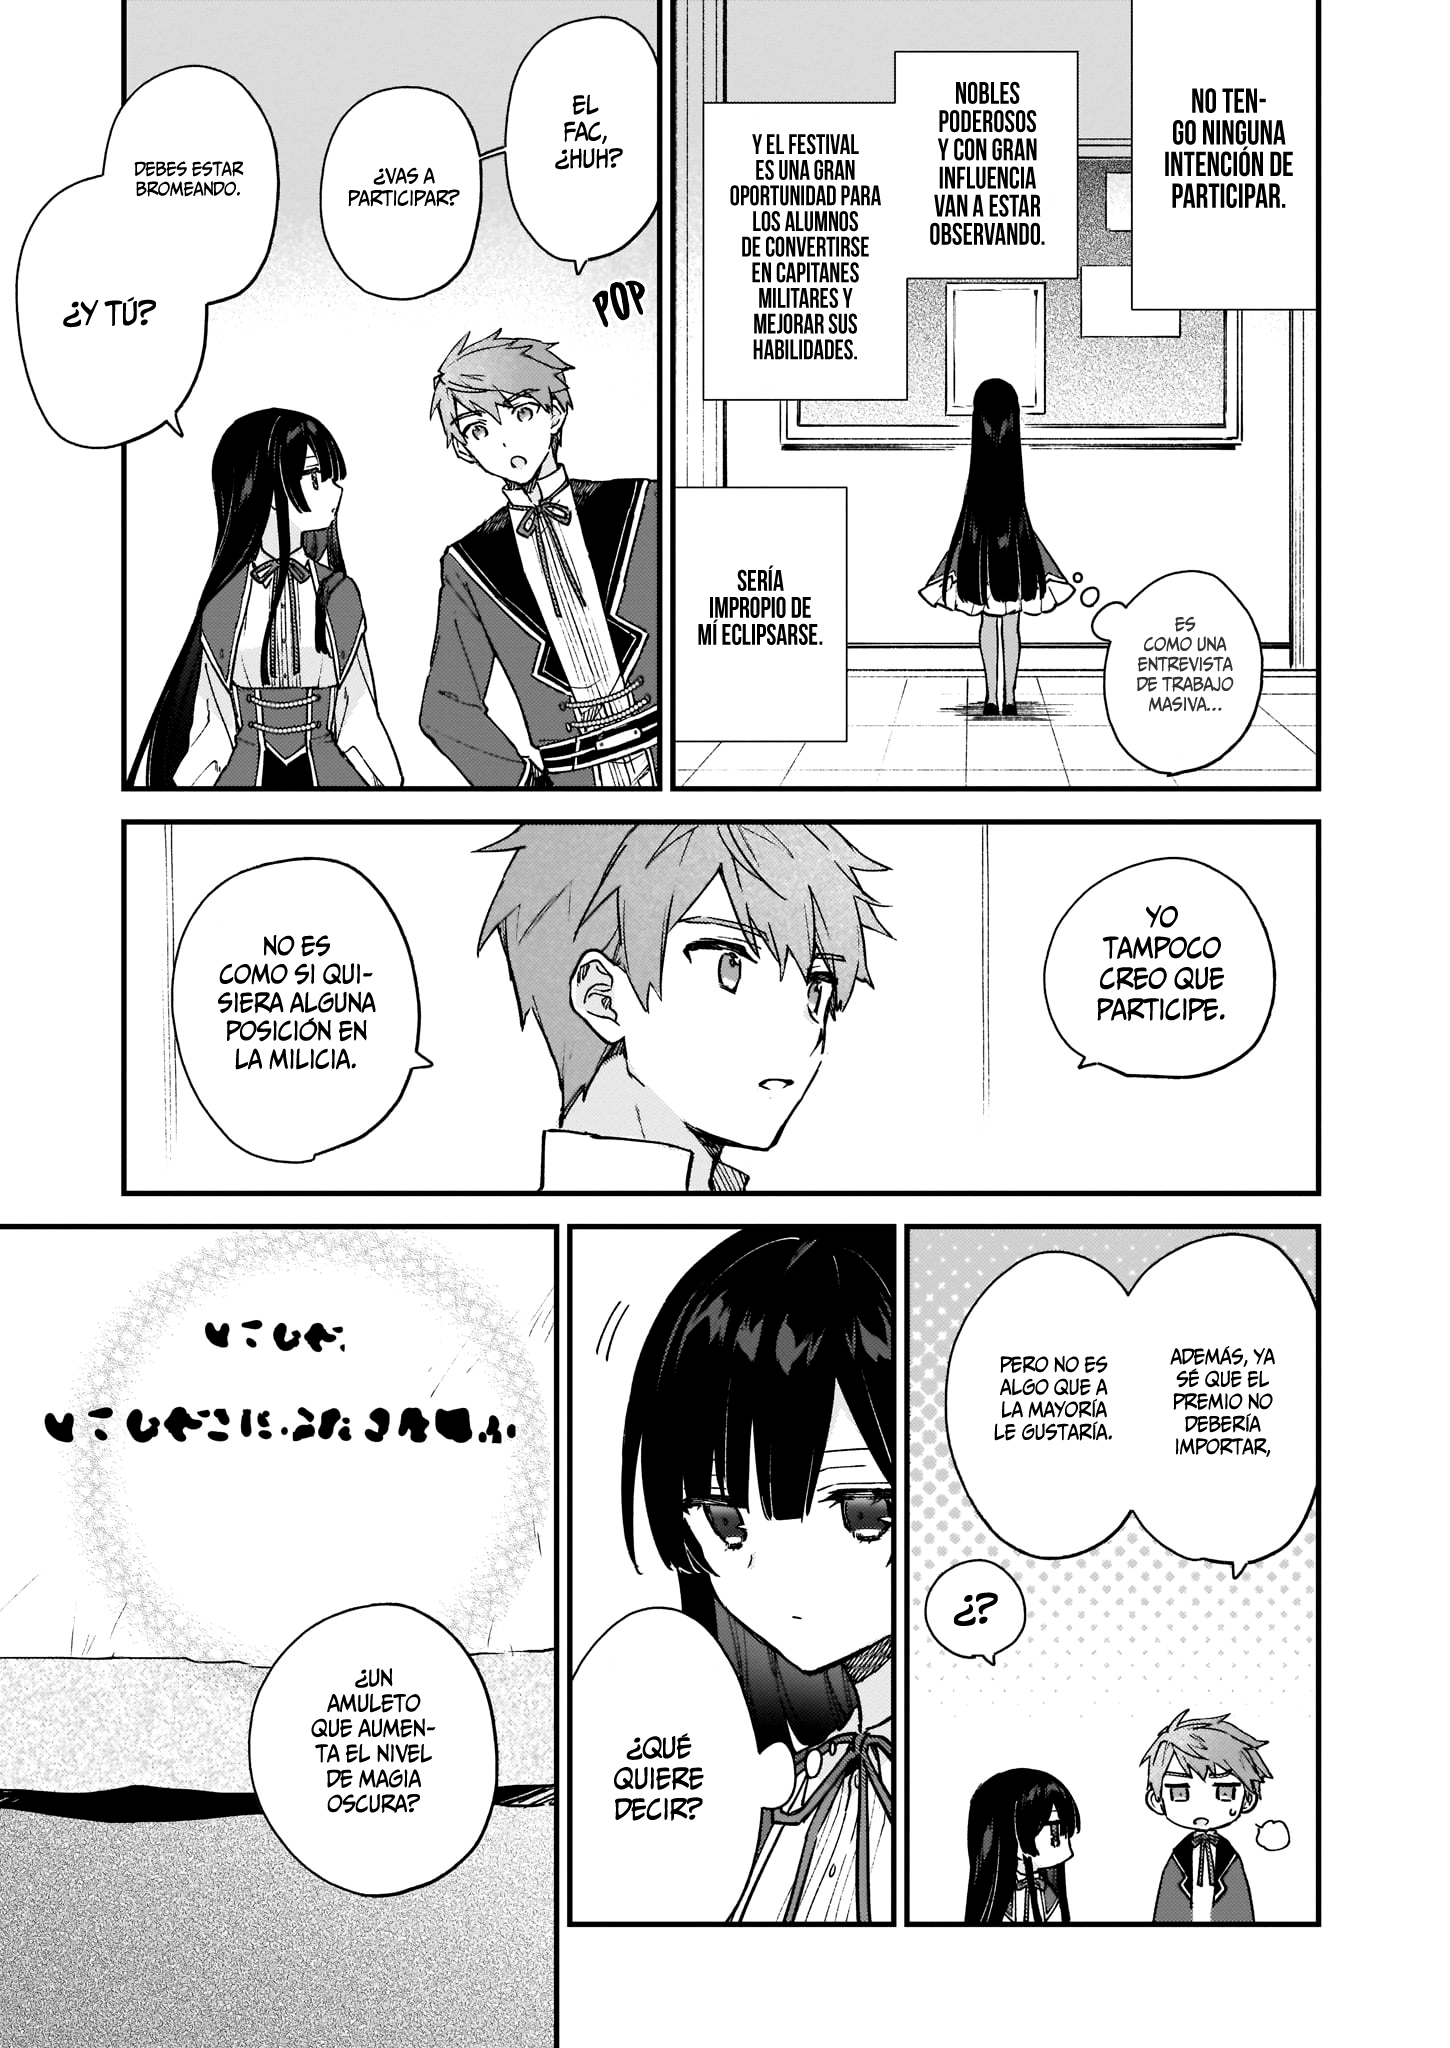 NO TEN-
GO NINGUNA
INTENCIÓN DE
PARTICIPAR.
NOBLES
PODEROSOS
Y CON GRAN
INFLUENCIA
VAN A ESTAR
OBSERVANDO.
Y EL FESTIVAL
ES UNA GRAN
OPORTUNIDAD PARA
LOS ALUMNOS
DE CONVERTIRSE
EN CAPITANES
MILITARES Y
MEJORAR SUS
HABILIDADES.
SERÍA
IMPROPIO DE
MÍ ECLIPSARSE.
ES
COMO UNA
ENTREVISTA
DE TRABAJO
MASIVA...
EL
FAC,
¿HUH?
POP
¿VAS A
PARTICIPAR?
DEBES ESTAR
BROMEANDO.
¿Y TÚ?
YO
TAMPOCO
CREO QUE
PARTICIPE.
NO ES
COMO SI QUI-
SIERA ALGUNA
POSICIÓN EN
LA MILICIA.
ADEMÁS, YA
SÉ QUE EL
PREMIO NO
DEBERÍA
IMPORTAR,
PERO NO ES
ALGO QUE A
LA MAYORÍA
LE GUSTARÍA.
¿?
¿QUÉ
QUIERE
DECIR?
¿UN
AMULETO
QUE AUMEN-
TA EL NIVEL
DE MAGIA
OSCURA?